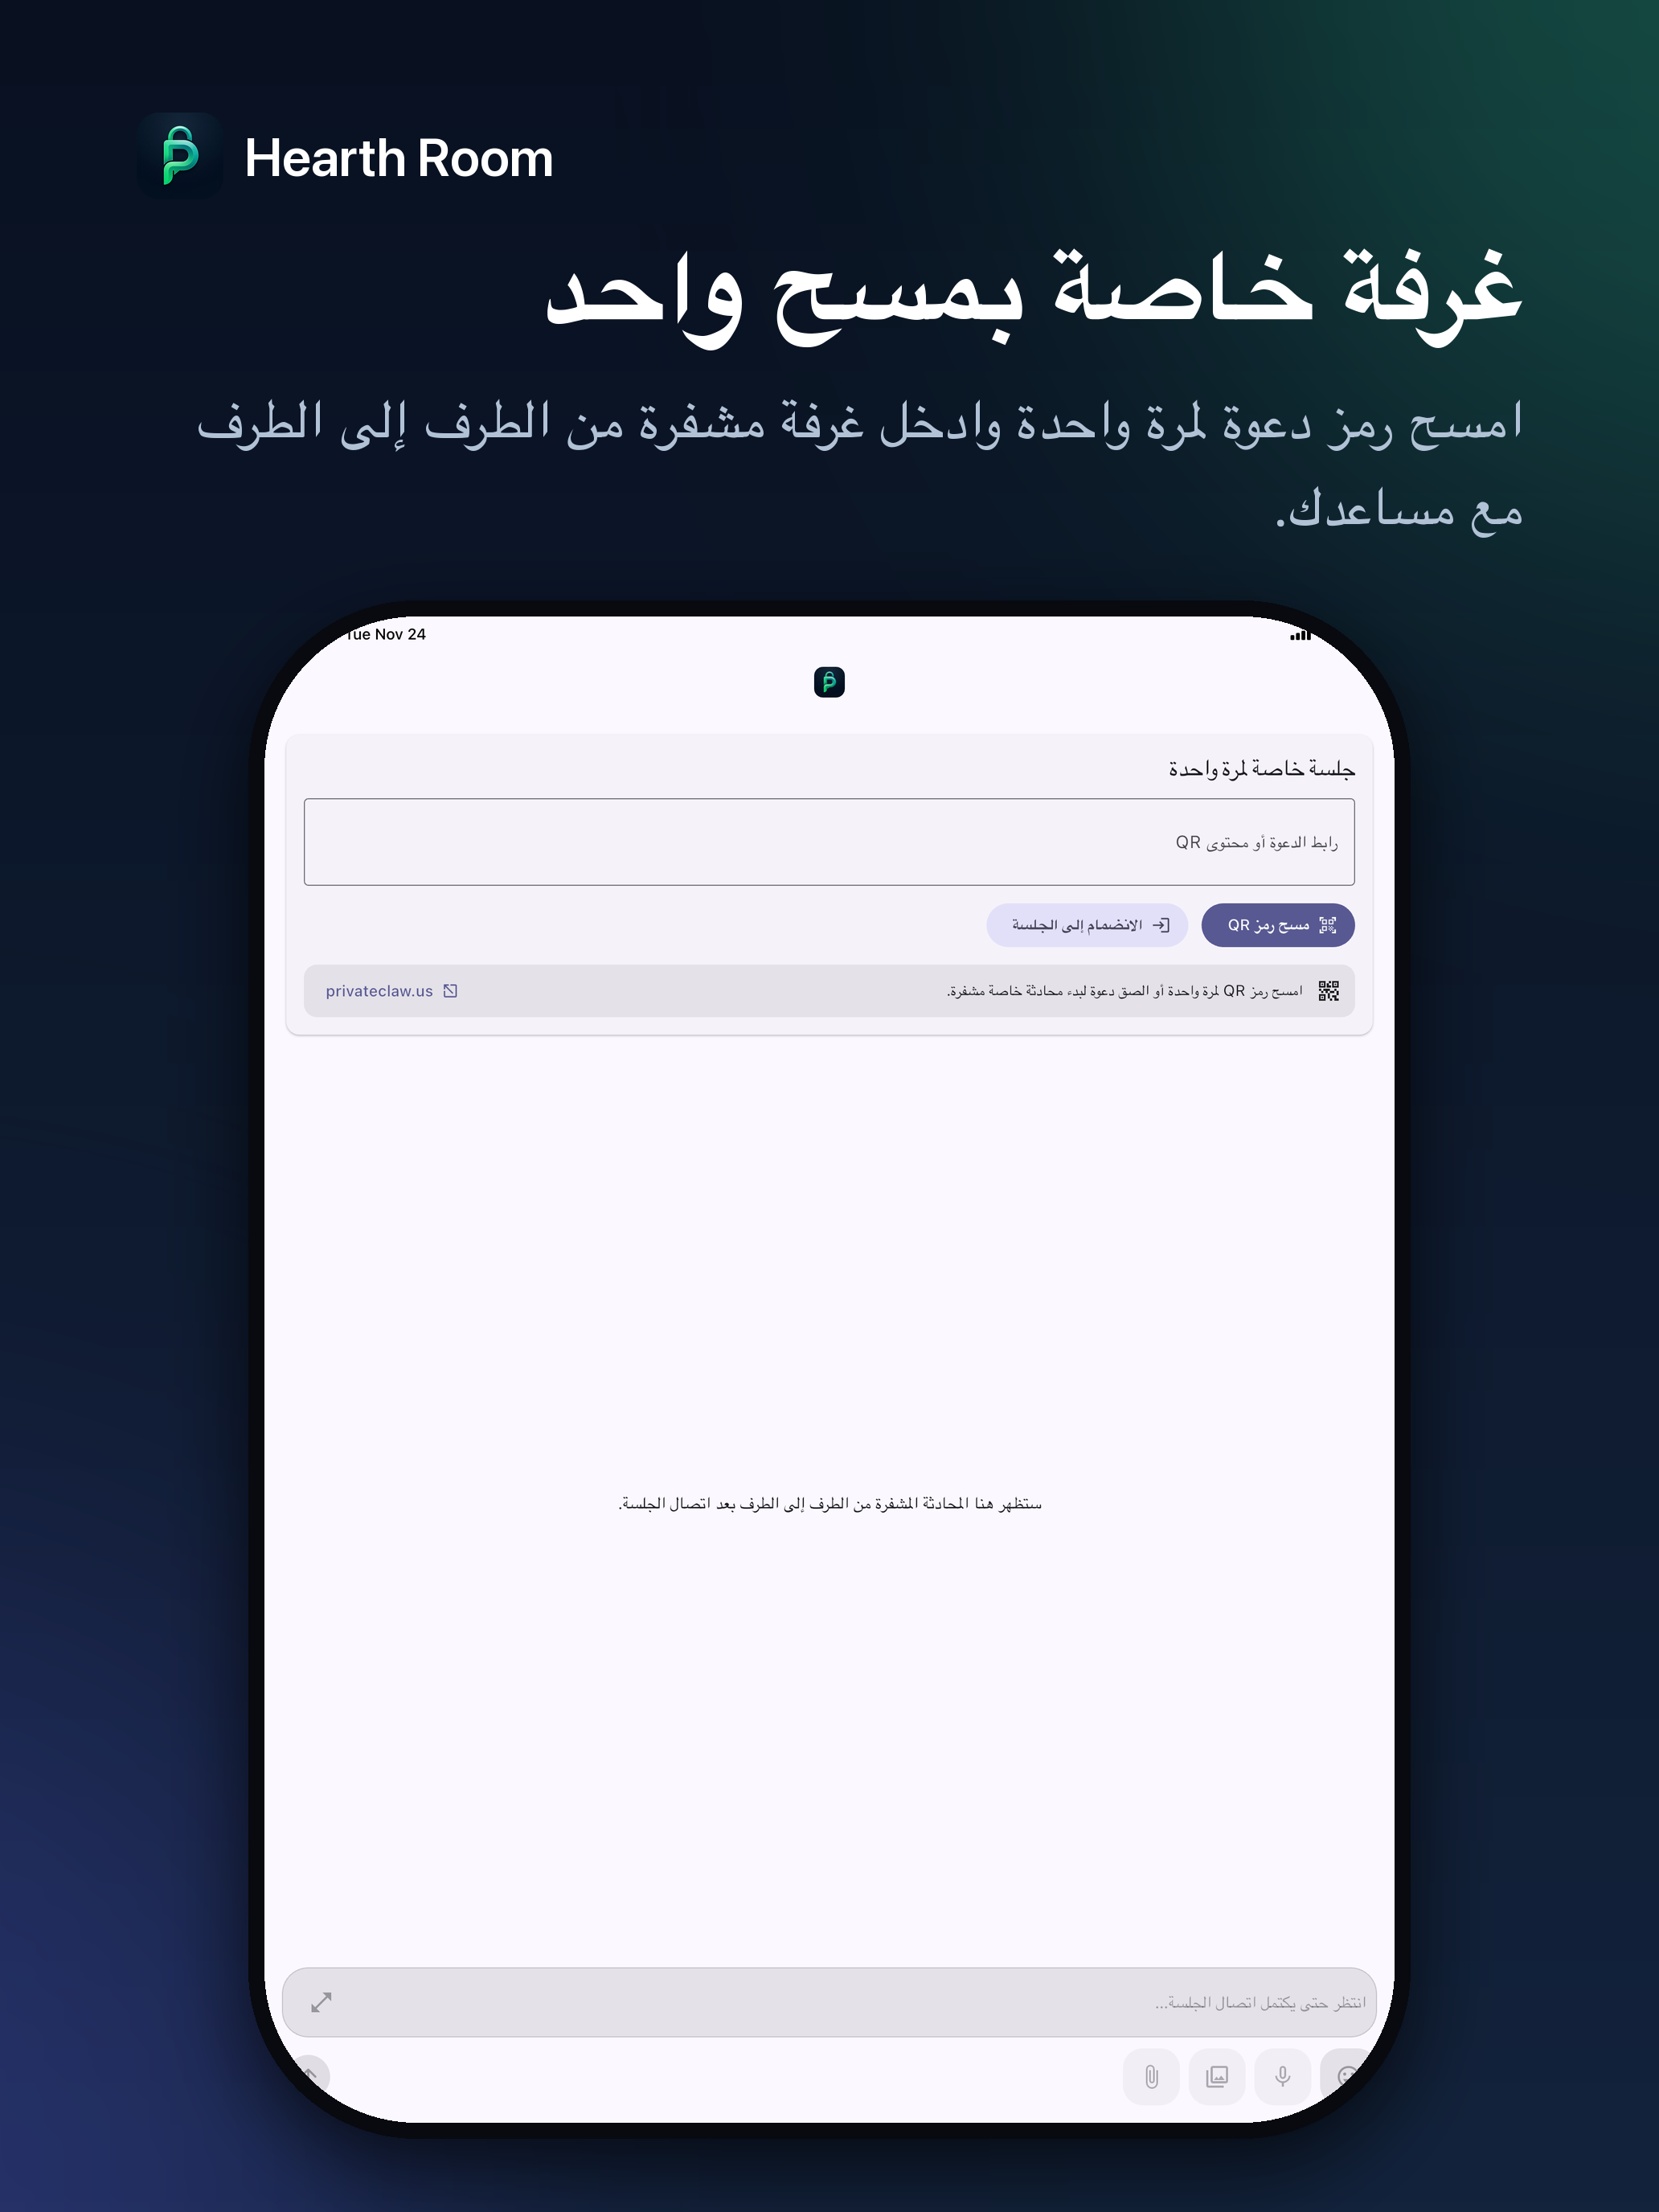 Hearth Room
غرفة خاصة بمسح واحد
امسح رمز دعوة لمرة واحدة وادخل غرفة مشفرة من الطرف إلى الطرف
مع مساعدك.
Tue Nov 24
جلسة خاصة لمرة واحدة
رابط الدعوة أو محتوى QR
مسح رمز QR
الانضمام إلى الجلسة
امسح رمز QR لمرة واحدة أو الصق دعوة لبدء محادثة خاصة مشفرة.
privateclaw.us
ستظهر هنا المحادثة المشفرة من الطرف إلى الطرف بعد اتصال الجلسة.
انتظر حتى يكتمل اتصال الجلسة...